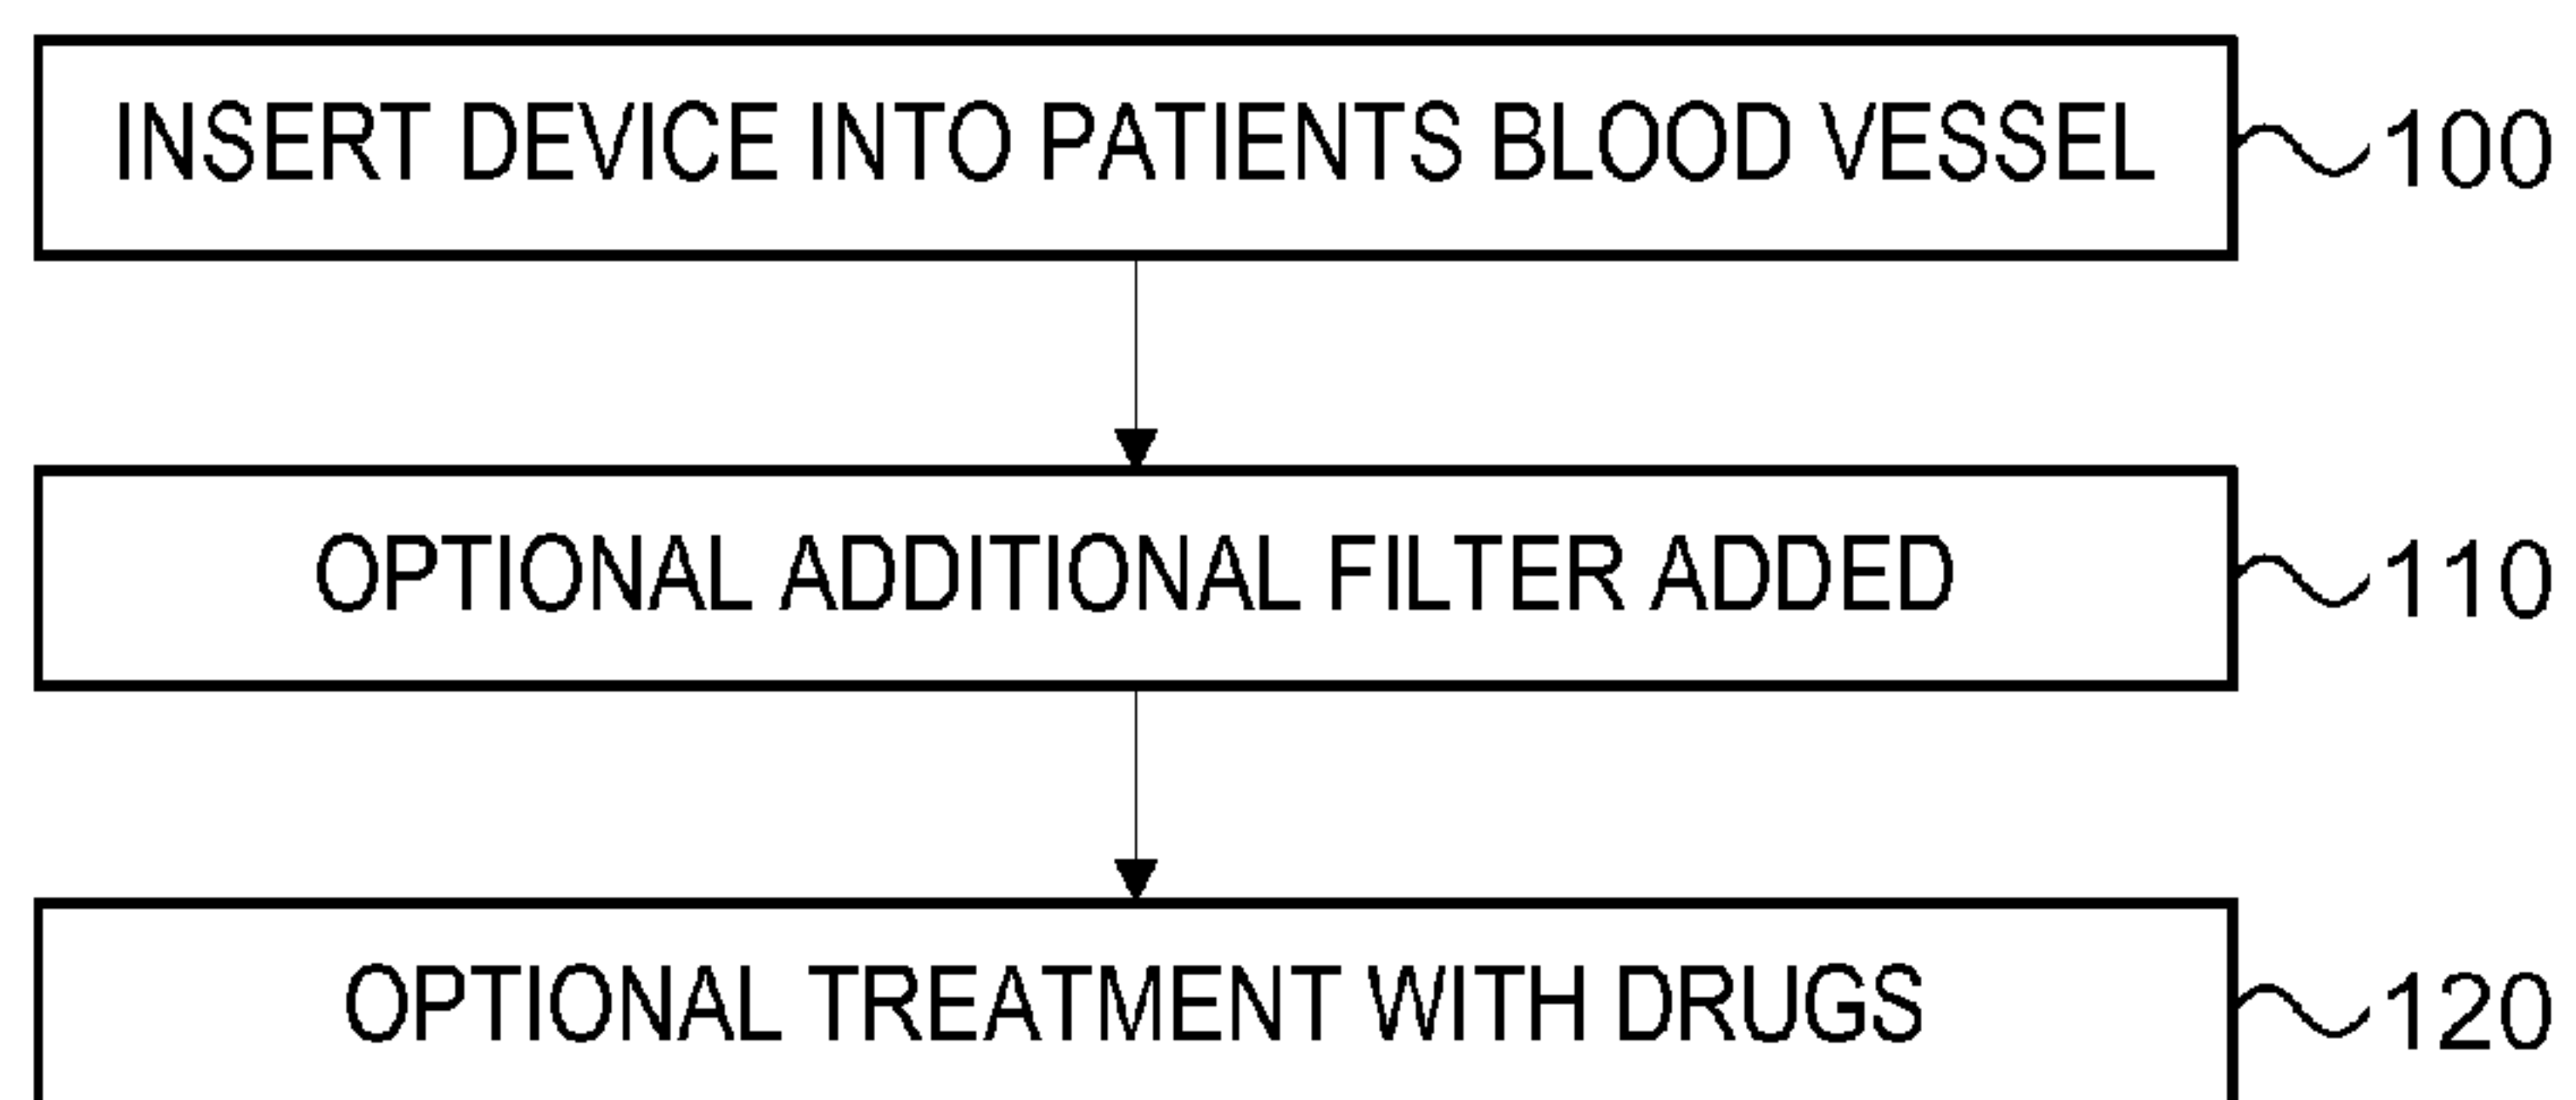 INSERT DEVICE INTO PATIENTS BLOOD VESSEL 100
OPTIONAL ADDITIONAL FILTER ADDED 110
OPTIONAL TREATMENT WITH DRUGS 120